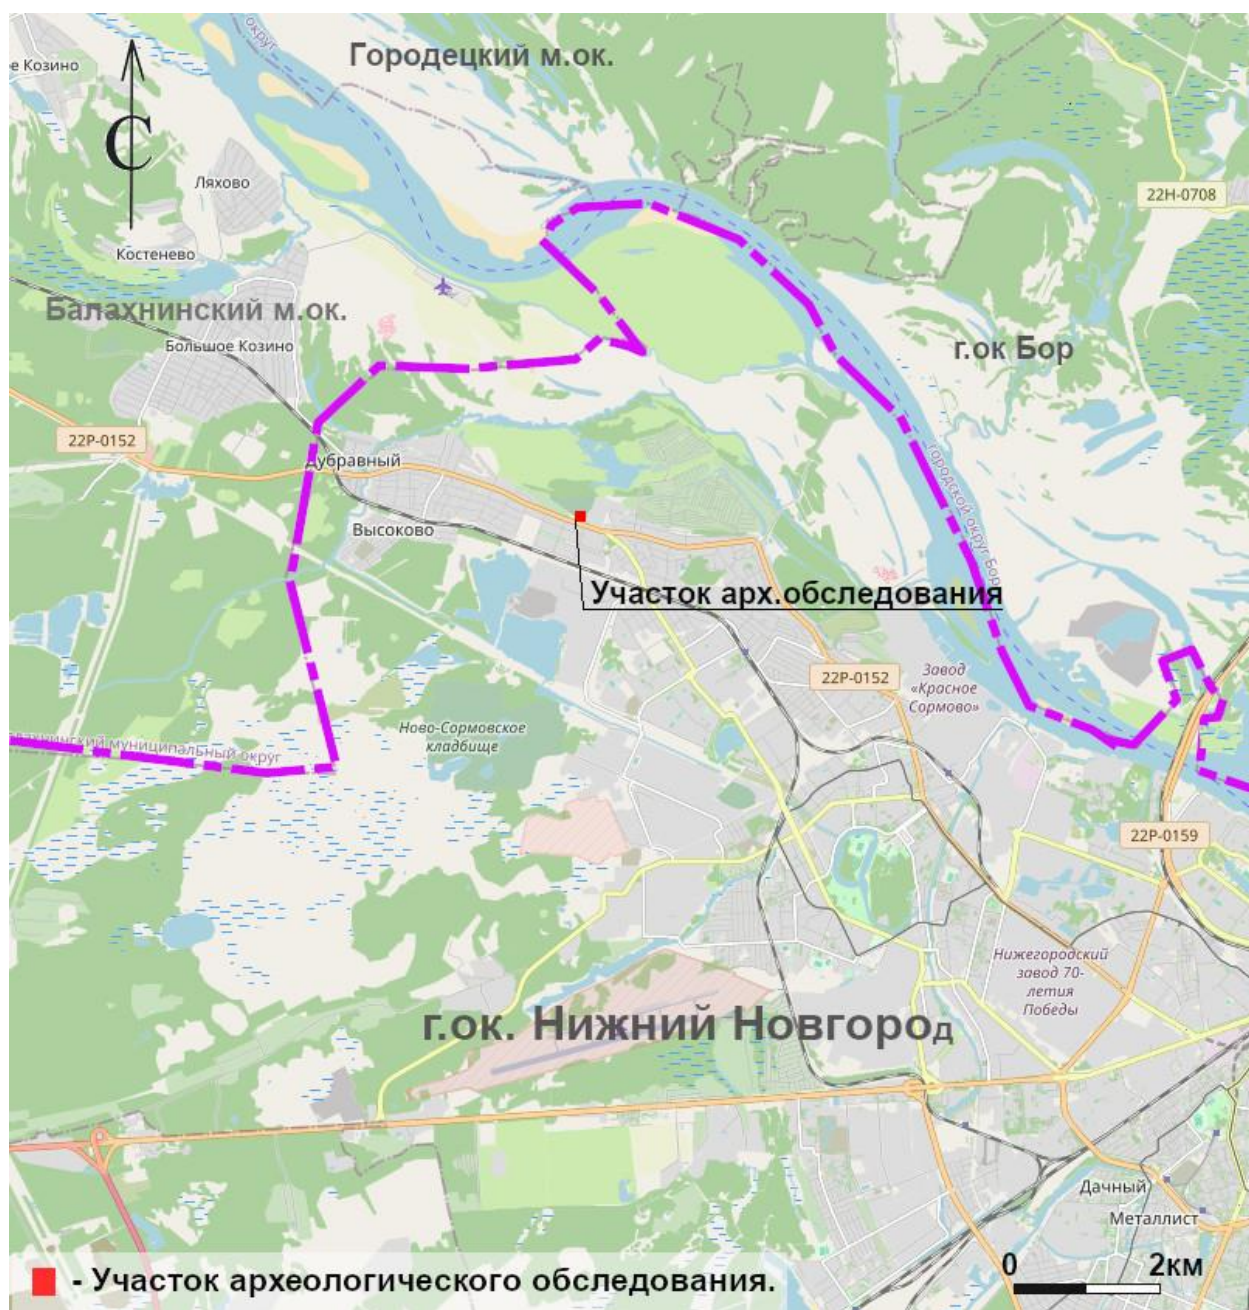 округ
Городецкий м.ок.
е Козино
С
Ляхово
22Н-0708
Костенево
Балахнинский м.ок.
Большое Козино
г.ок Бор
22Р-0152
Дубравный
городской округ Бор
Высоково
Участок арх.обследования
Завод
«Красное
Сормово»
22Р-0152
Ново-Сормовское
кладбище
лахнинский муниципальный округ
22Р-0159
Нижегородский
завод 70-
летия
Победы
г.ок. Нижний Новгород
Дачный
Металлист
0 2км
- Участок археологического обследования.